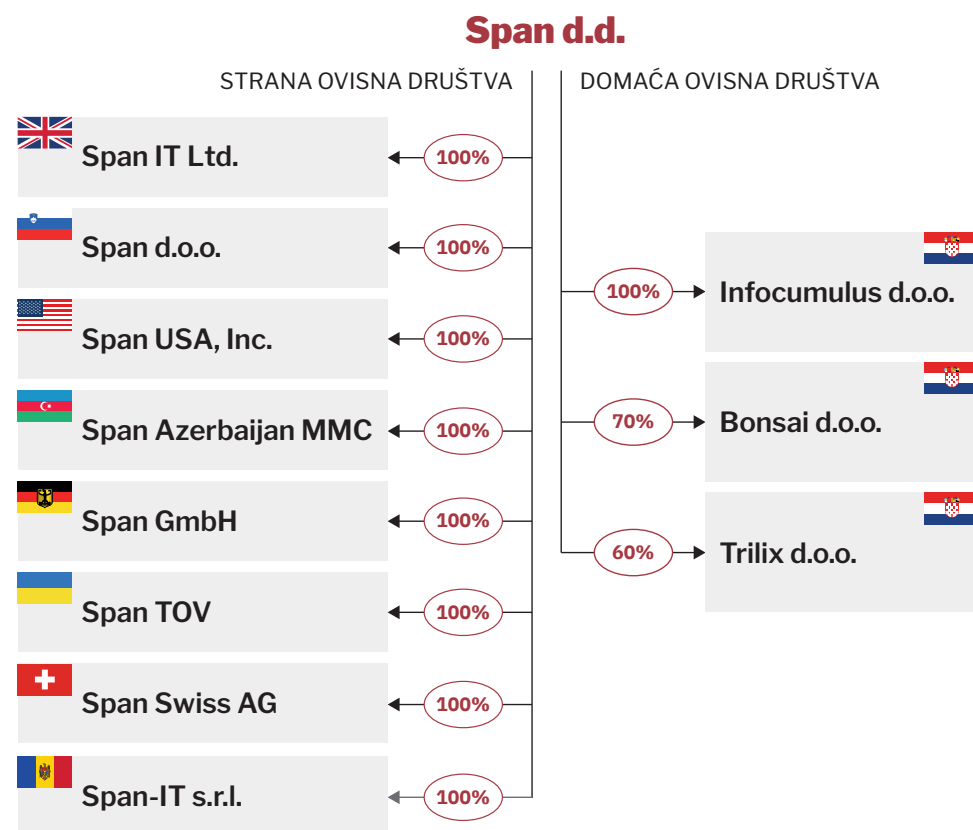 Span d.d.
STRANA OVISNA DRUŠTVA
Span IT Ltd.
100%
Span d.o.o.
100%
Span USA, Inc.
100%
Span Azerbaijan MMC
100%
Span GmbH
100%
Span TOV
100%
Span Swiss AG
100%
Span-IT s.r.l.
100%
DOMAĆA OVISNA DRUŠTVA
100%
Infocumulus d.o.o.
70%
Bonsai d.o.o.
60%
Trilix d.o.o.